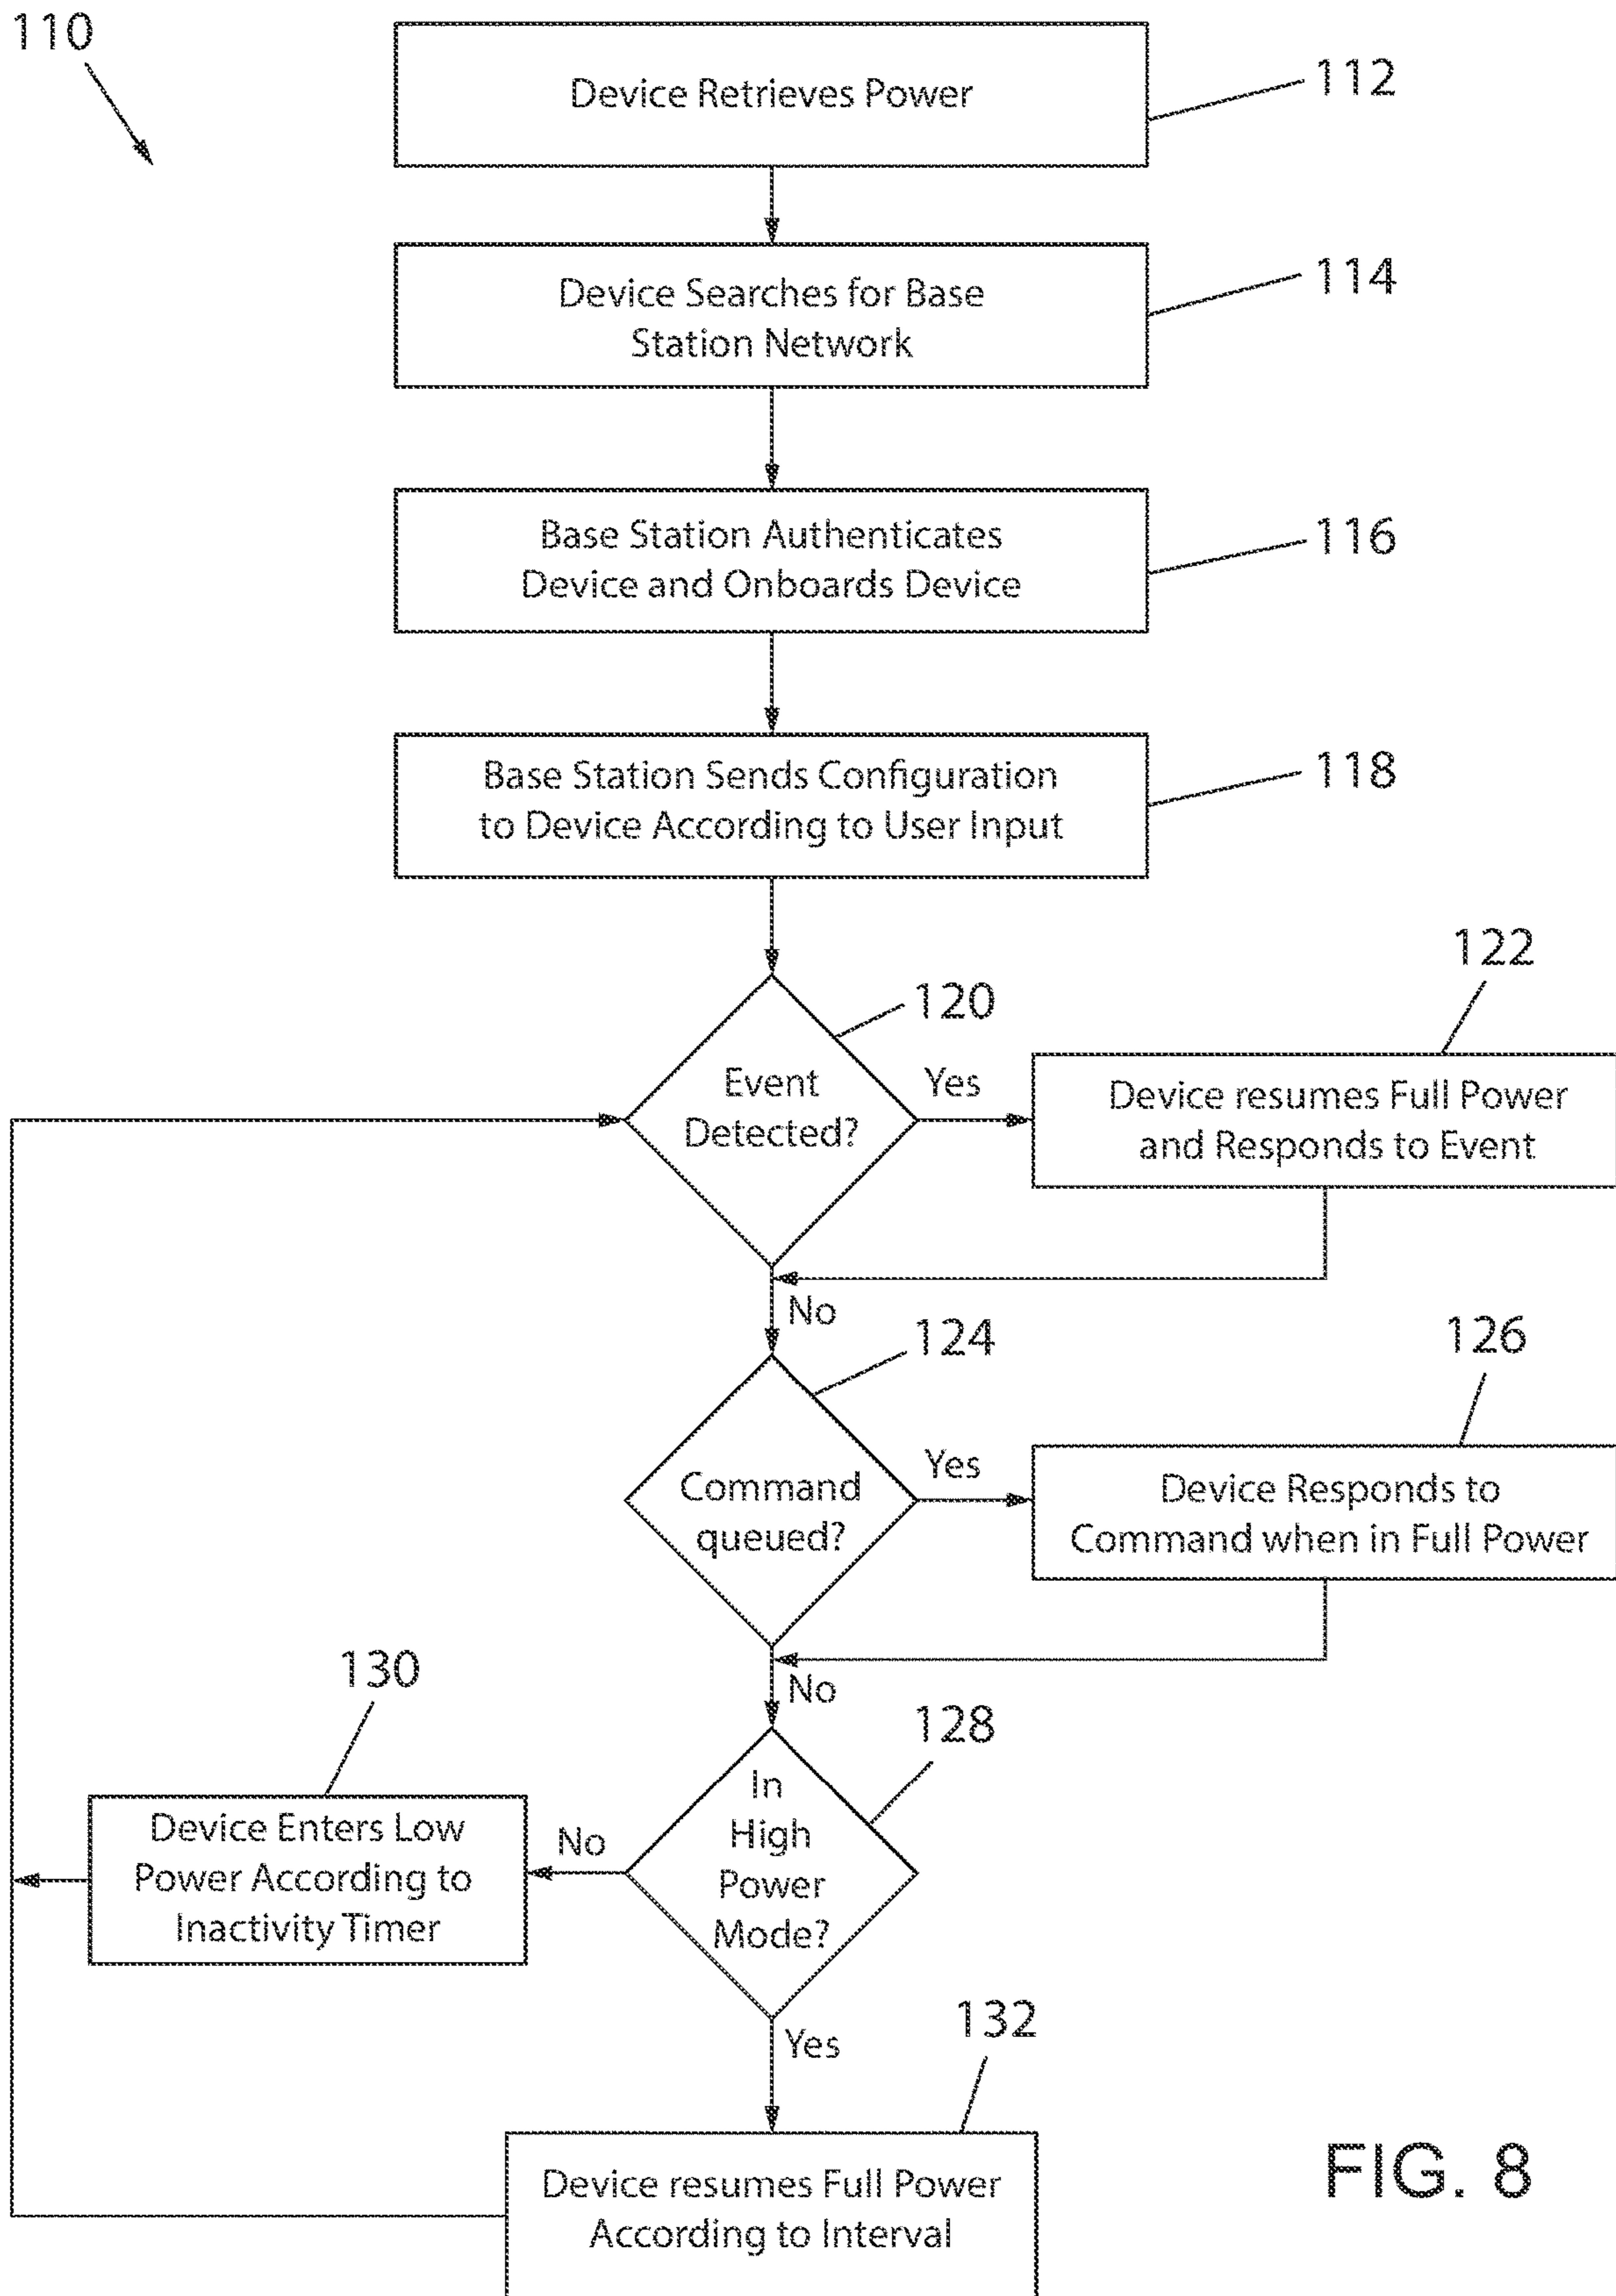 110
Device Retrieves Power
112
Device Searches for Base
Station Network
114
Base Station Authenticates
Device and Onboards Device
116
Base Station Sends Configuration
to Device According to User Input
118
120
Event
Detected?
Yes
122
Device resumes Full Power
and Responds to Event
No
124
Command
queued?
Yes
126
Device Responds to
Command when in Full Power
No
128
In
High
Power
Mode?
No
130
Device Enters Low
Power According to
Inactivity Timer
Yes
132
Device resumes Full Power
According to Interval
FIG. 8